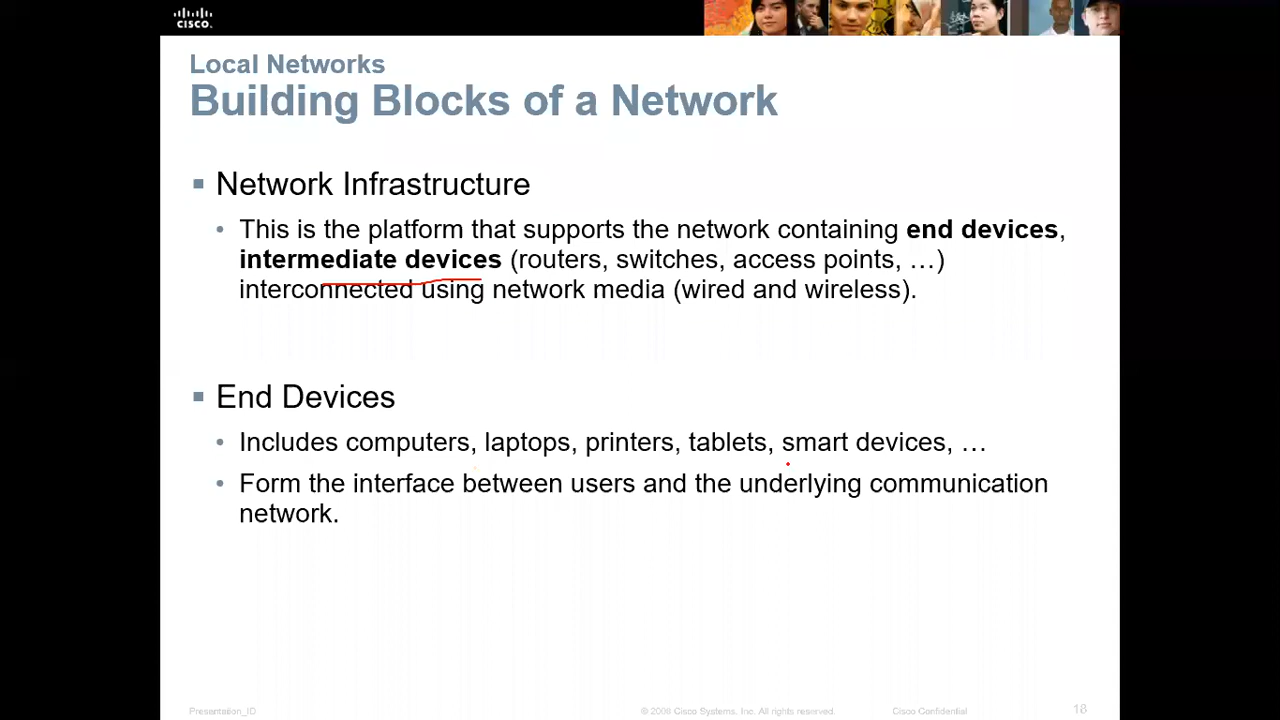 CISCO.
Local Networks
Building Blocks of a Network
Network Infrastructure
This is the platform that supports the network containing end devices,
intermediate devices (routers, switches, access points, …)
interconnected using network media (wired and wireless).
End Devices
Includes computers, laptops, printers, tablets, smart devices, …
Form the interface between users and the underlying communication
network.
Presentation_ID
© 2008 Cisco Systems, Inc. All rights reserved.
Cisco Confidential
18